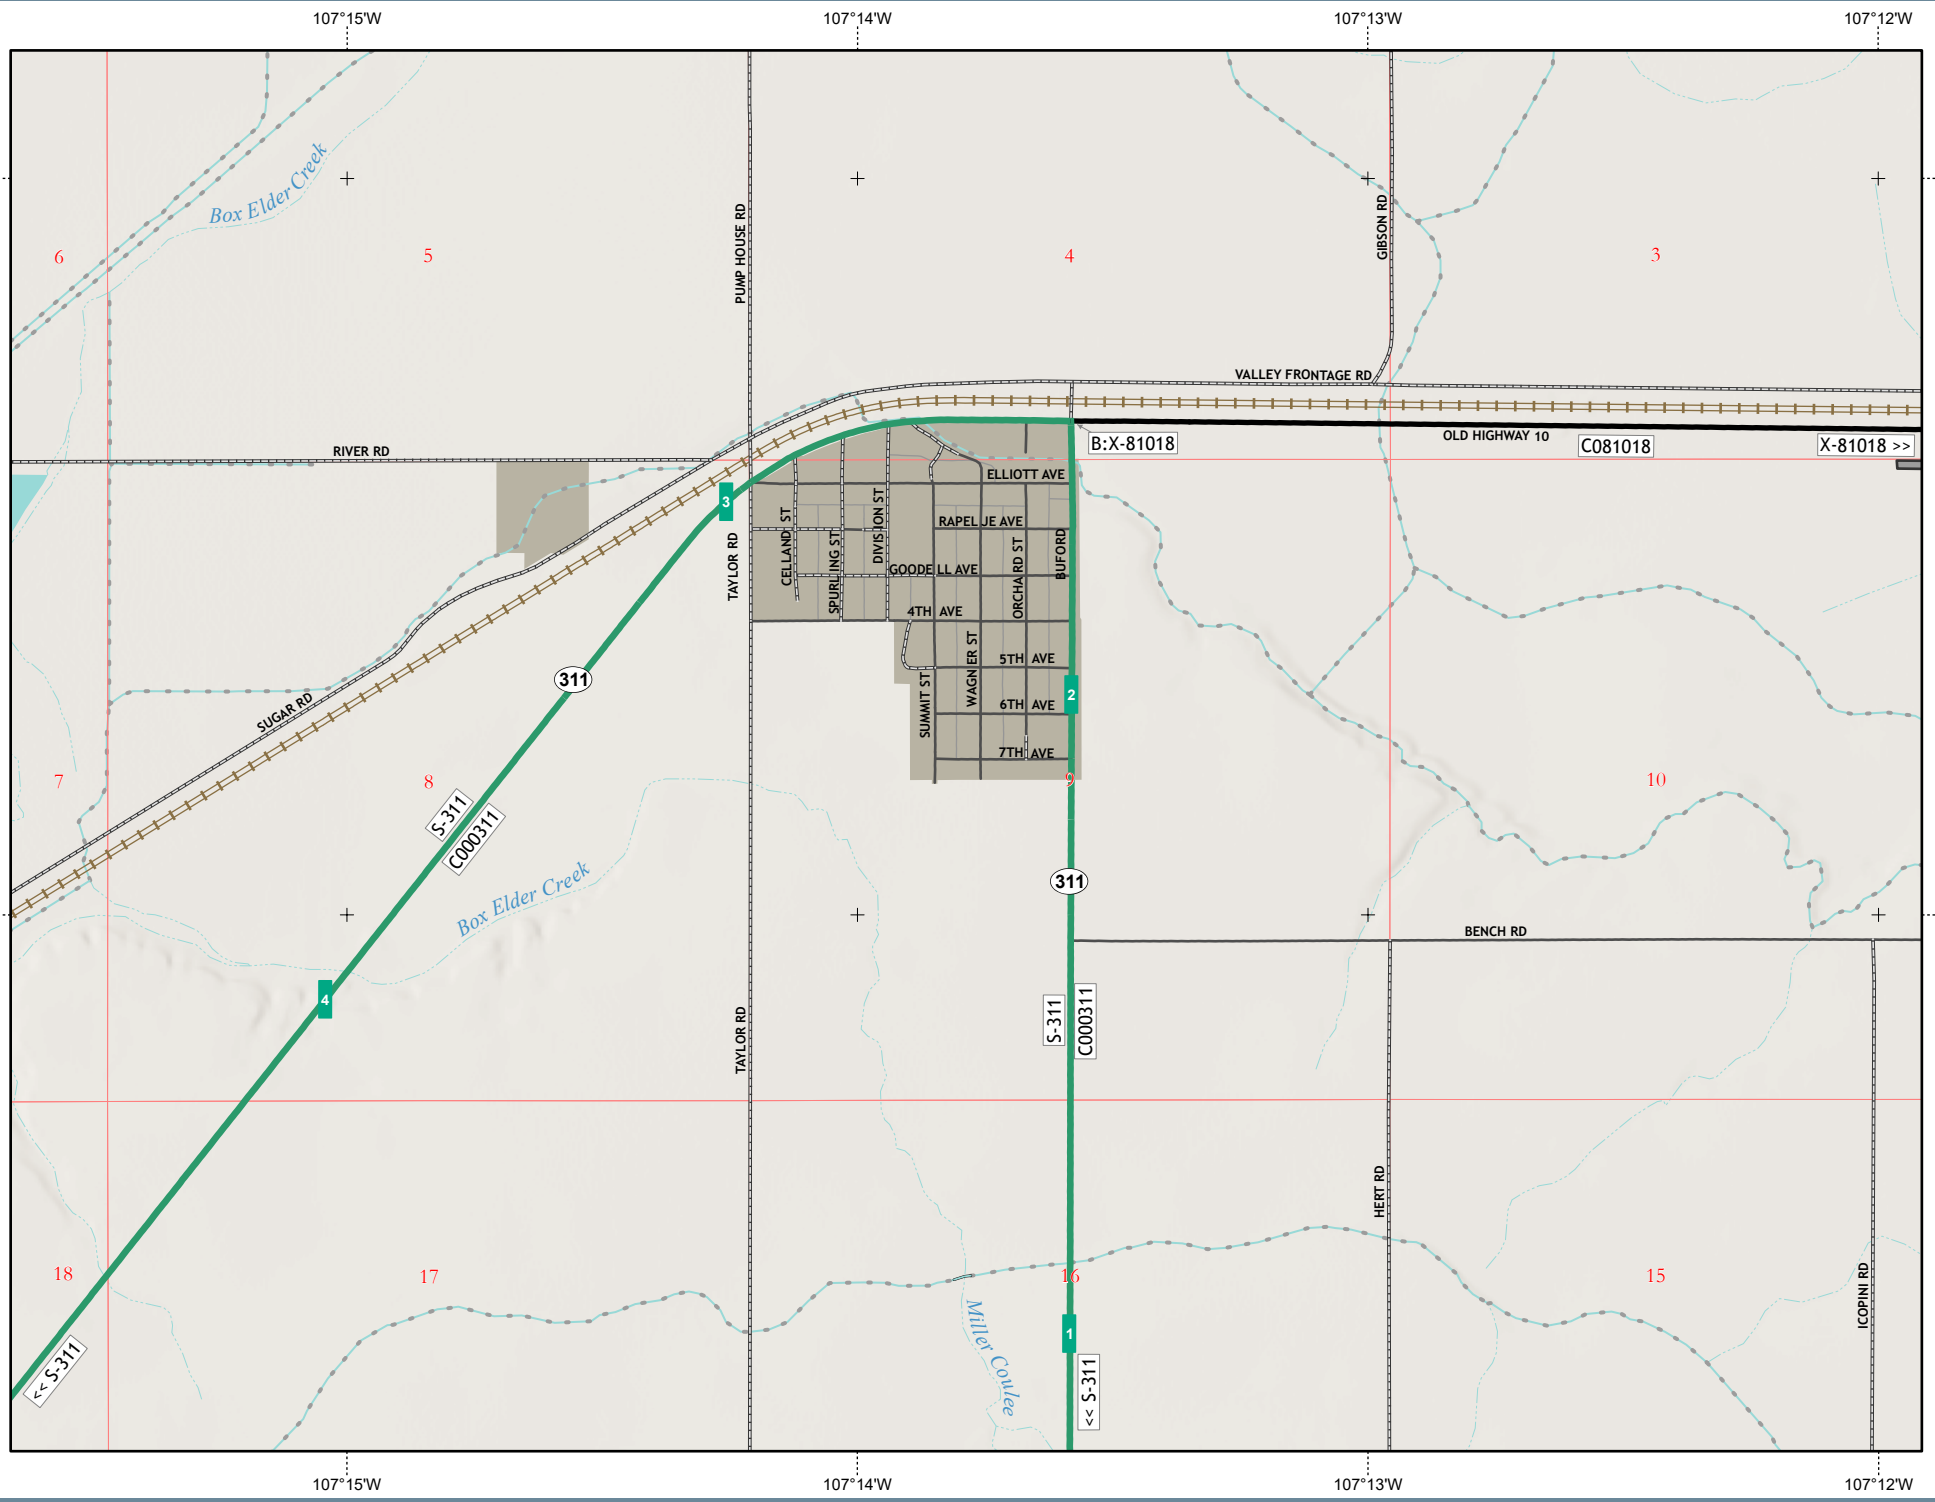 107°15'W 107°14'W 107°13'W 107°12'W
Box Elder Creek
PUMP HOUSE RD
GIBSON RD
6 5 4 3
VALLEY FRONTAGE RD
RIVER RD
B:X-81018
OLD HIGHWAY 10
C081018
X-81018 >>
ELLIOTT AVE
3
RAPELJE AVE
TAYLOR RD
CELLAND ST
SPURLING ST
DIVISION ST
ORCHARD ST
BUFORD
GOODELL AVE
4TH AVE
5TH AVE
WAGNER ST
SUMMIT ST
311
2
6TH AVE
SUGAR RD
7TH AVE
7 8 9 10
S-311
C000311
311
Box Elder Creek
BENCH RD
4
TAYLOR RD
S-311
C000311
HERT RD
18 17 16 15
ICOPINI RD
Miller Coulee
1
<< S-311
<< S-311
107°15'W 107°14'W 107°13'W 107°12'W